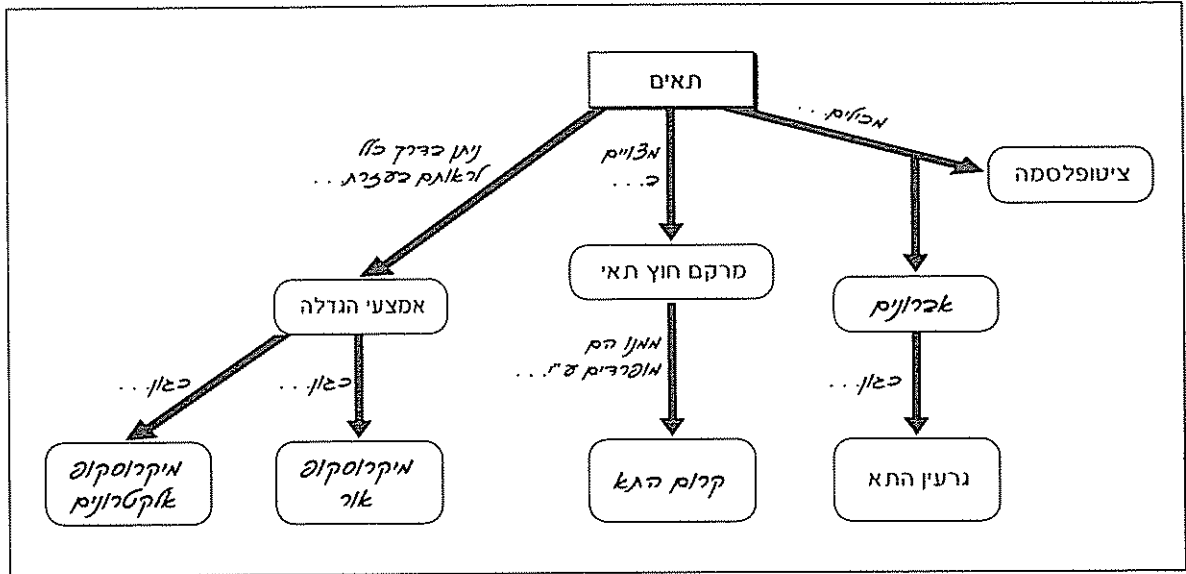 תאים
מכילים...
ניתן בדרך כלל
לראותם בעזרת...
מצויים
ב...
ציטופלסמה
מרקם חוץ תאי
אמצעי הגדלה
אברונים
ממנו הם
מופרדים ע"י...
כגון...
כגון...
כגון...
מיקרוסקופ
אלקטרונים
מיקרוסקופ
אור
קרום התא
גרעין התא